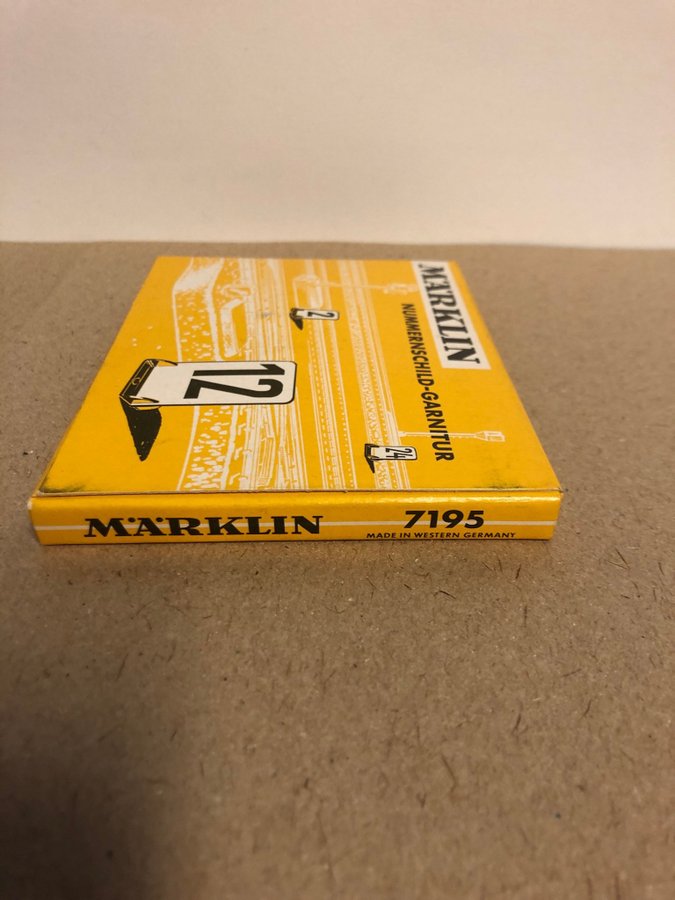 MÄRKLIN
NUMMERNSCHILD-GARNITUR
2
12
24
MÄRKLIN 7195
MADE IN WESTERN GERMANY